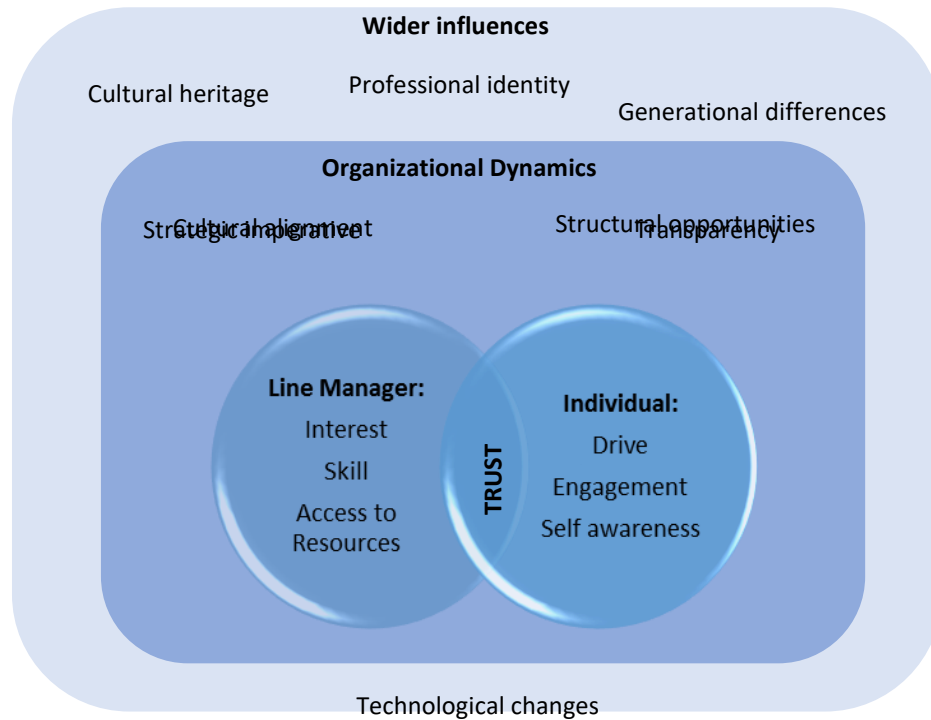 Wider influences
Cultural heritage
Professional identity
Generational differences
Organizational Dynamics
Cultural alignment
Strategic Imperative
Structural opportunities
Transparency
Line Manager:
Interest
Skill
Access to
Resources
TRUST
Individual:
Drive
Engagement
Self awareness
Technological changes